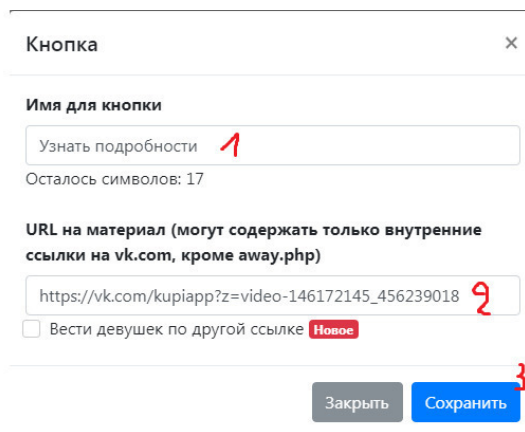 Кнопка ×
Имя для кнопки
Узнать подробности 1
Осталось символов: 17
URL на материал (могут содержать только внутренние
ссылки на vk.com, кроме away.php)
https://vk.com/kupiapp?z=video-146172145_456239018 2
Вести девушек по другой ссылке Новое
3
Закрыть Сохранить